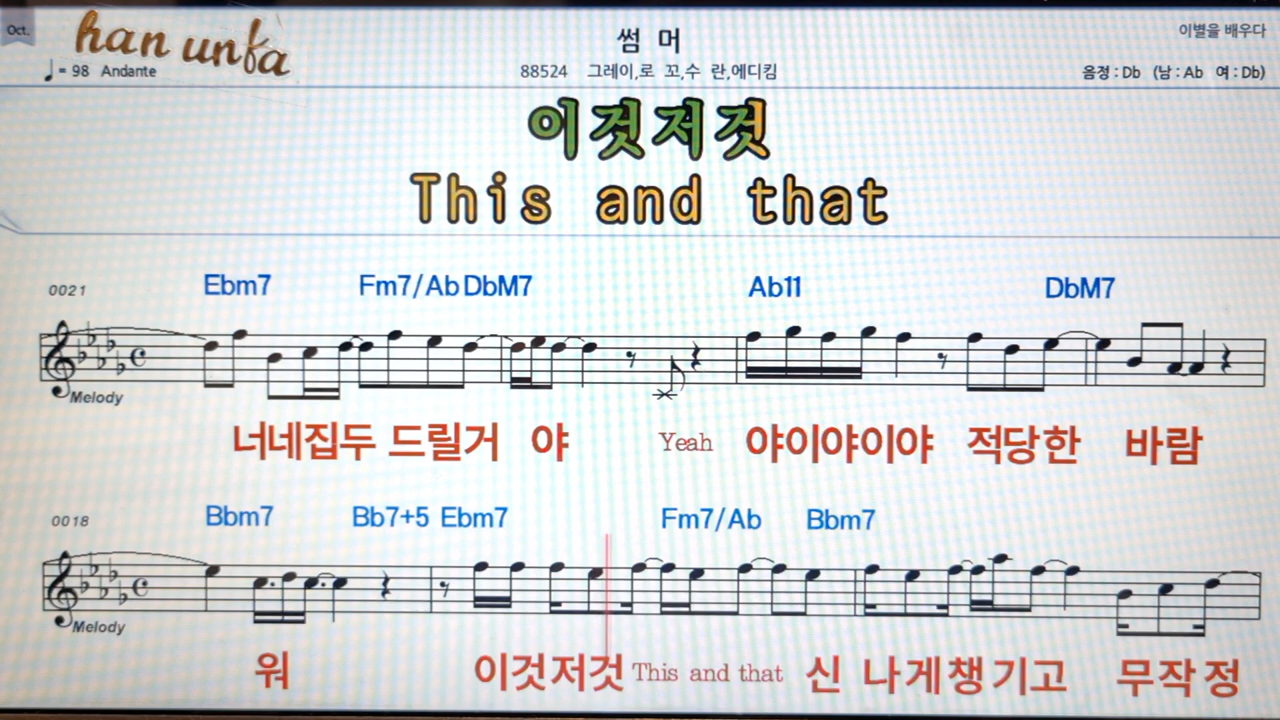 Oct.
han unfa
썸 머
이별을 배우다
♩= 98 Andante
88524 그레이,로 꼬,수 란,에디킴
음정 : Db (남 : Ab 여 : Db)
이것저것
This and that
0021
Ebm7 Fm7/Ab DbM7 Ab11 DbM7
Melody
너네집두 드릴거 야 Yeah 야이야이야 적당한 바람
0018
Bbm7 Bb7+5 Ebm7 Fm7/Ab Bbm7
Melody
워 이것저것 This and that 신 나게챙기고 무작정